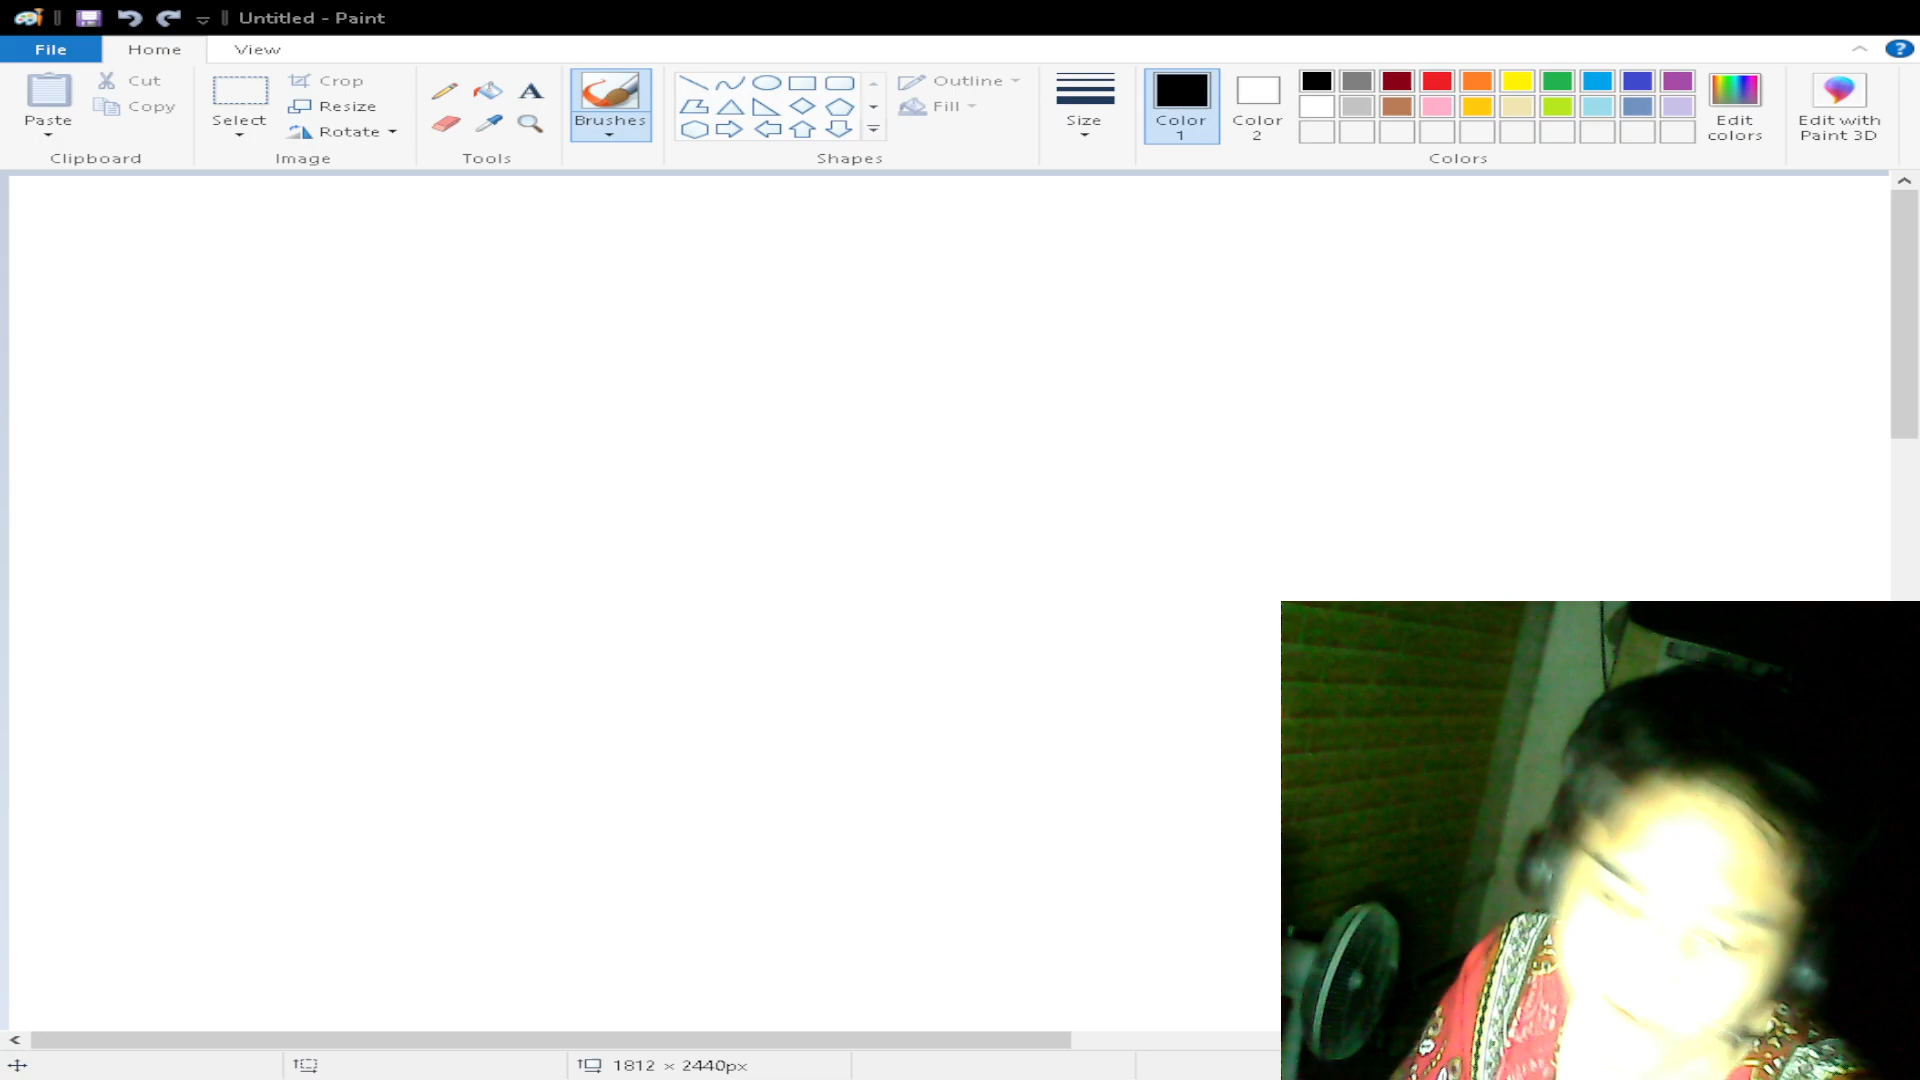 Untitled - Paint
File Home View
Paste Cut Copy Clipboard
Select Crop Resize Rotate Image
Tools
Brushes
Shapes Outline Fill
Size
Color 1 Color 2
Edit colors Colors
Edit with Paint 3D
1812 × 2440px